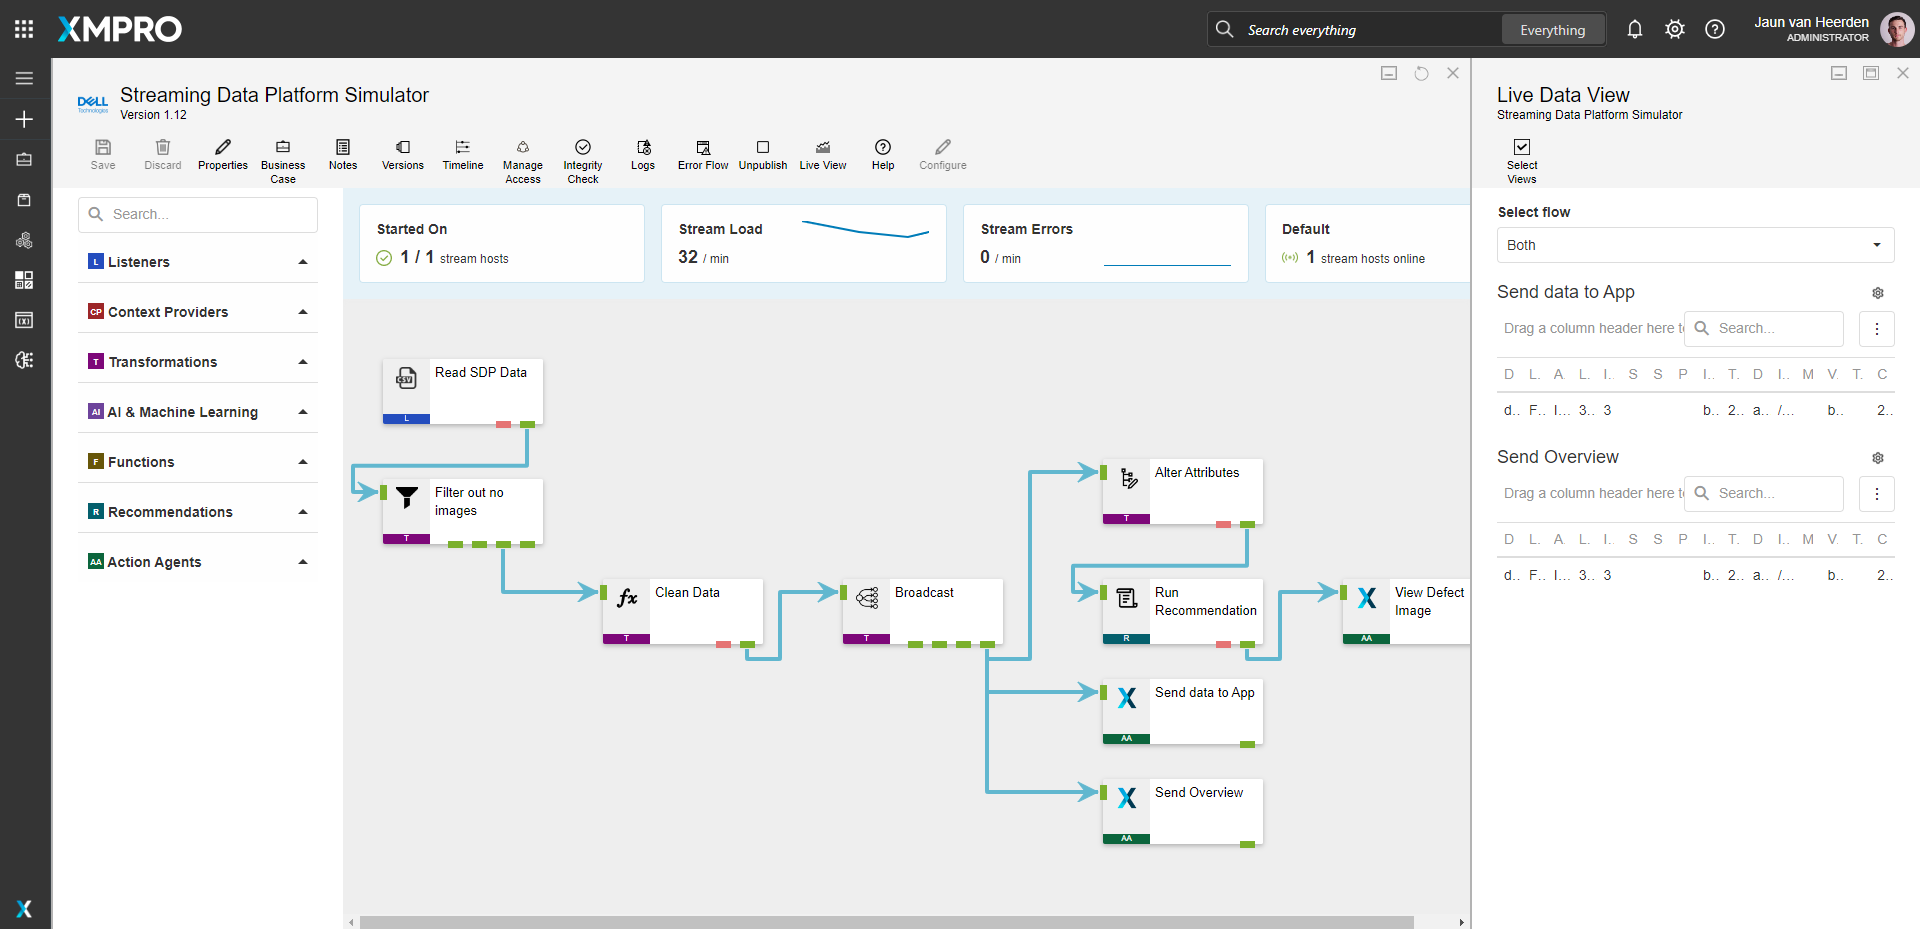 XMPRO
Search everything
Everything
Jaun van Heerden
ADMINISTRATOR
DELL
Technologies
Streaming Data Platform Simulator
Version 1.12
Save
Discard
Properties
Business
Case
Notes
Versions
Timeline
Manage
Access
Integrity
Check
Logs
Error Flow
Unpublish
Live View
Help
Configure
Search...
L Listeners
CP Context Providers
T Transformations
AI AI & Machine Learning
F Functions
R Recommendations
AA Action Agents
Started On
1 / 1 stream hosts
Stream Load
32 / min
Stream Errors
0 / min
Default
1 stream hosts online
Read SDP Data
CSV
L
Filter out no
images
T
fx
Clean Data
T
Broadcast
T
Alter Attributes
T
Run
Recommendation
R
View Defect
Image
AA
Send data to App
AA
Send Overview
AA
Live Data View
Streaming Data Platform Simulator
Select
Views
Select flow
Both
Send data to App
Drag a column header here to
Search...
D L. A. L. I. S S P I.. T. D I.. M V. T. C
d.. F.. I... 3.. 3 b.. 2.. a.. /... b.. 2..
Send Overview
Drag a column header here to
Search...
D L. A. L. I. S S P I.. T. D I.. M V. T. C
d.. F.. I... 3.. 3 b.. 2.. a.. /... b.. 2..